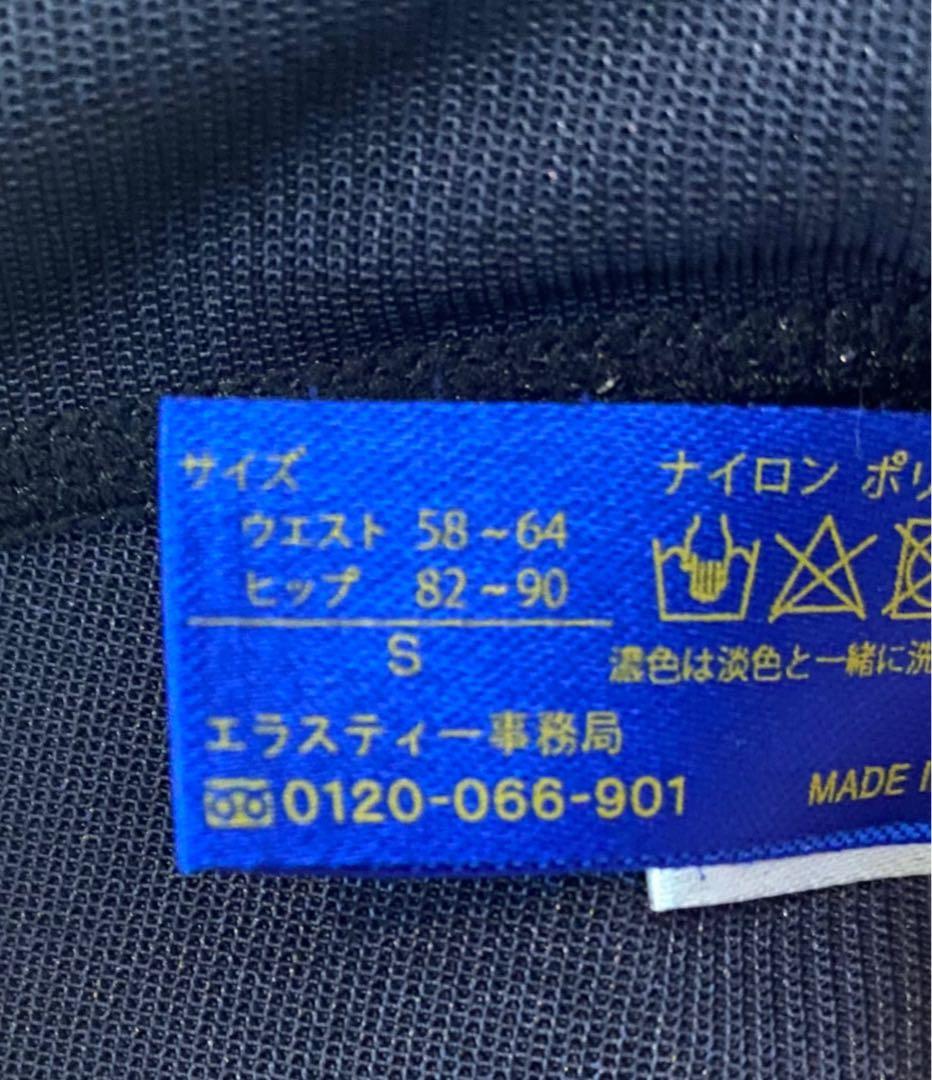 サイズ
ウエスト 58~64
ヒップ 82~90
S
エラスティー事務局
0120-066-901
ナイロン ポリ
濃色は淡色と一緒に洗
MADE